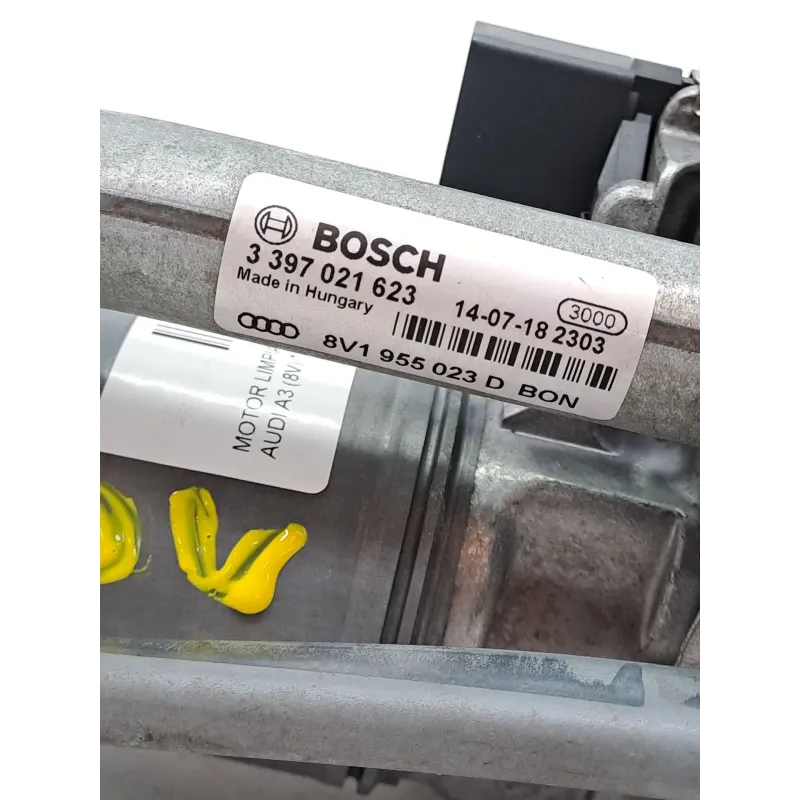 BOSCH
3 397 021 623
Made in Hungary
14-07-18 2303
3000
8V1 955 023 D BON
MOTOR
AUDI A3 (8V)
V